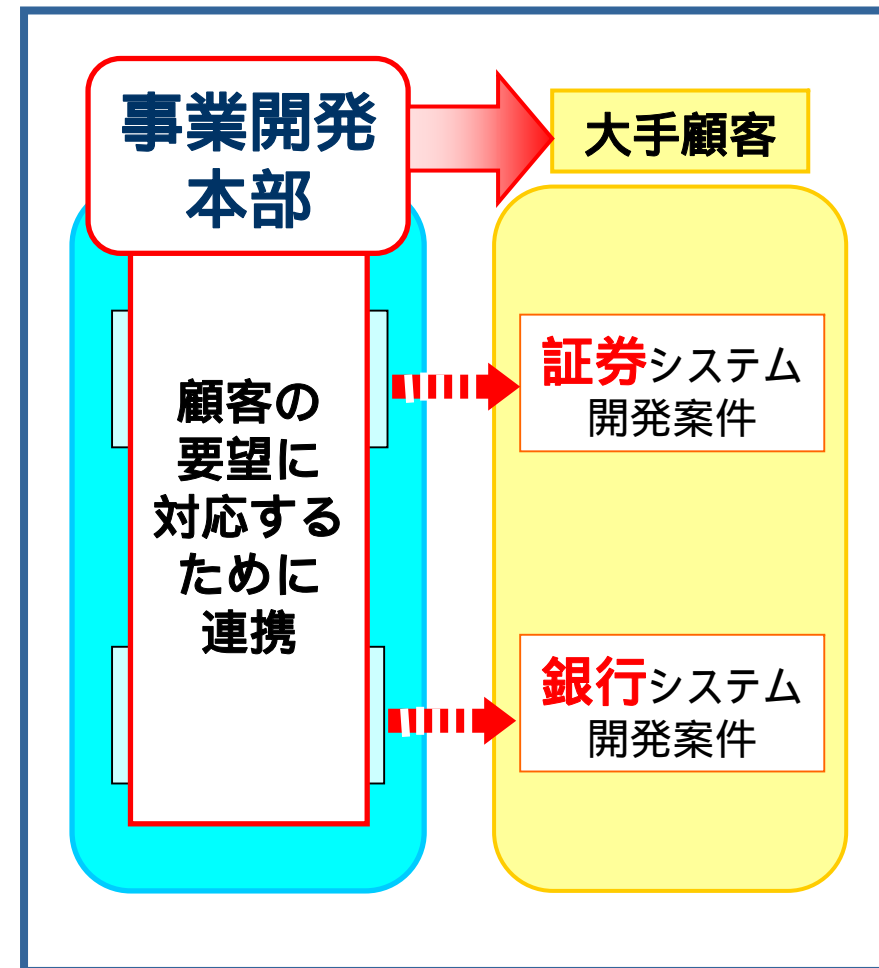 事業開発
本部
大手顧客
顧客の
要望に
対応する
ために
連携
証券システム
開発案件
銀行システム
開発案件